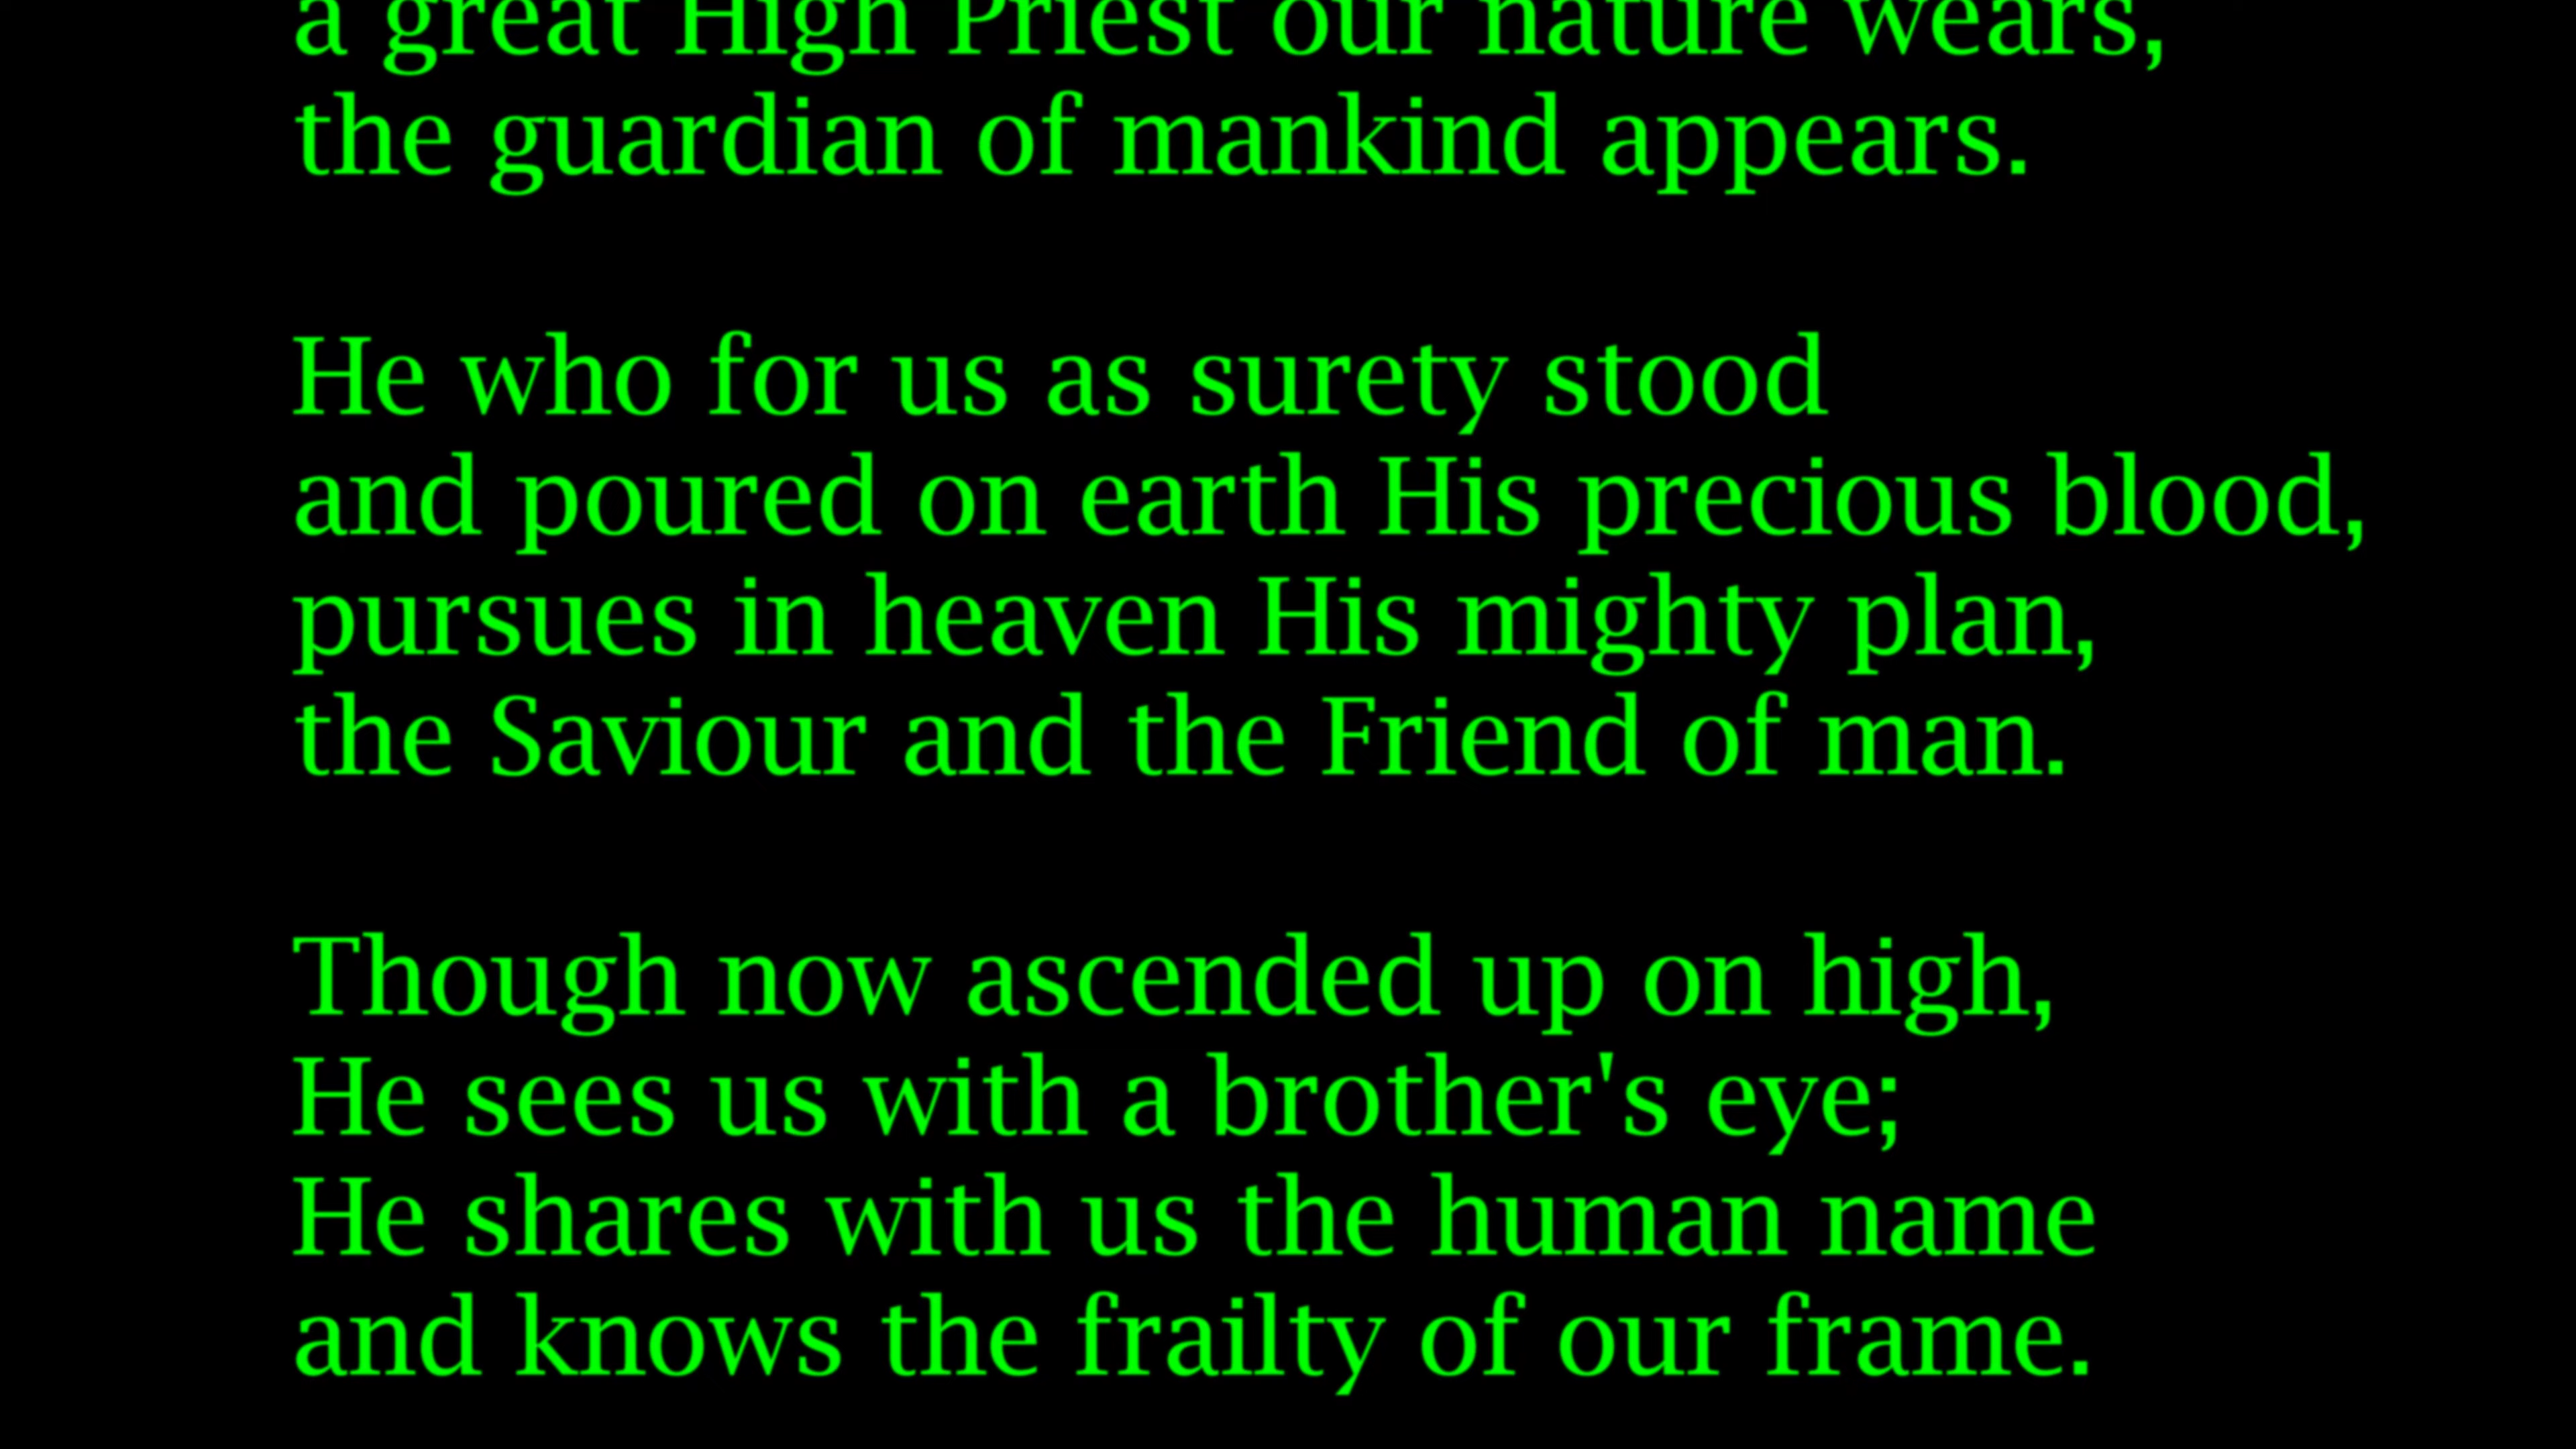 a great High Priest our nature wears,
the guardian of mankind appears.
He who for us as surety stood
and poured on earth His precious blood,
pursues in heaven His mighty plan,
the Saviour and the Friend of man.
Though now ascended up on high,
He sees us with a brother's eye;
He shares with us the human name
and knows the frailty of our frame.